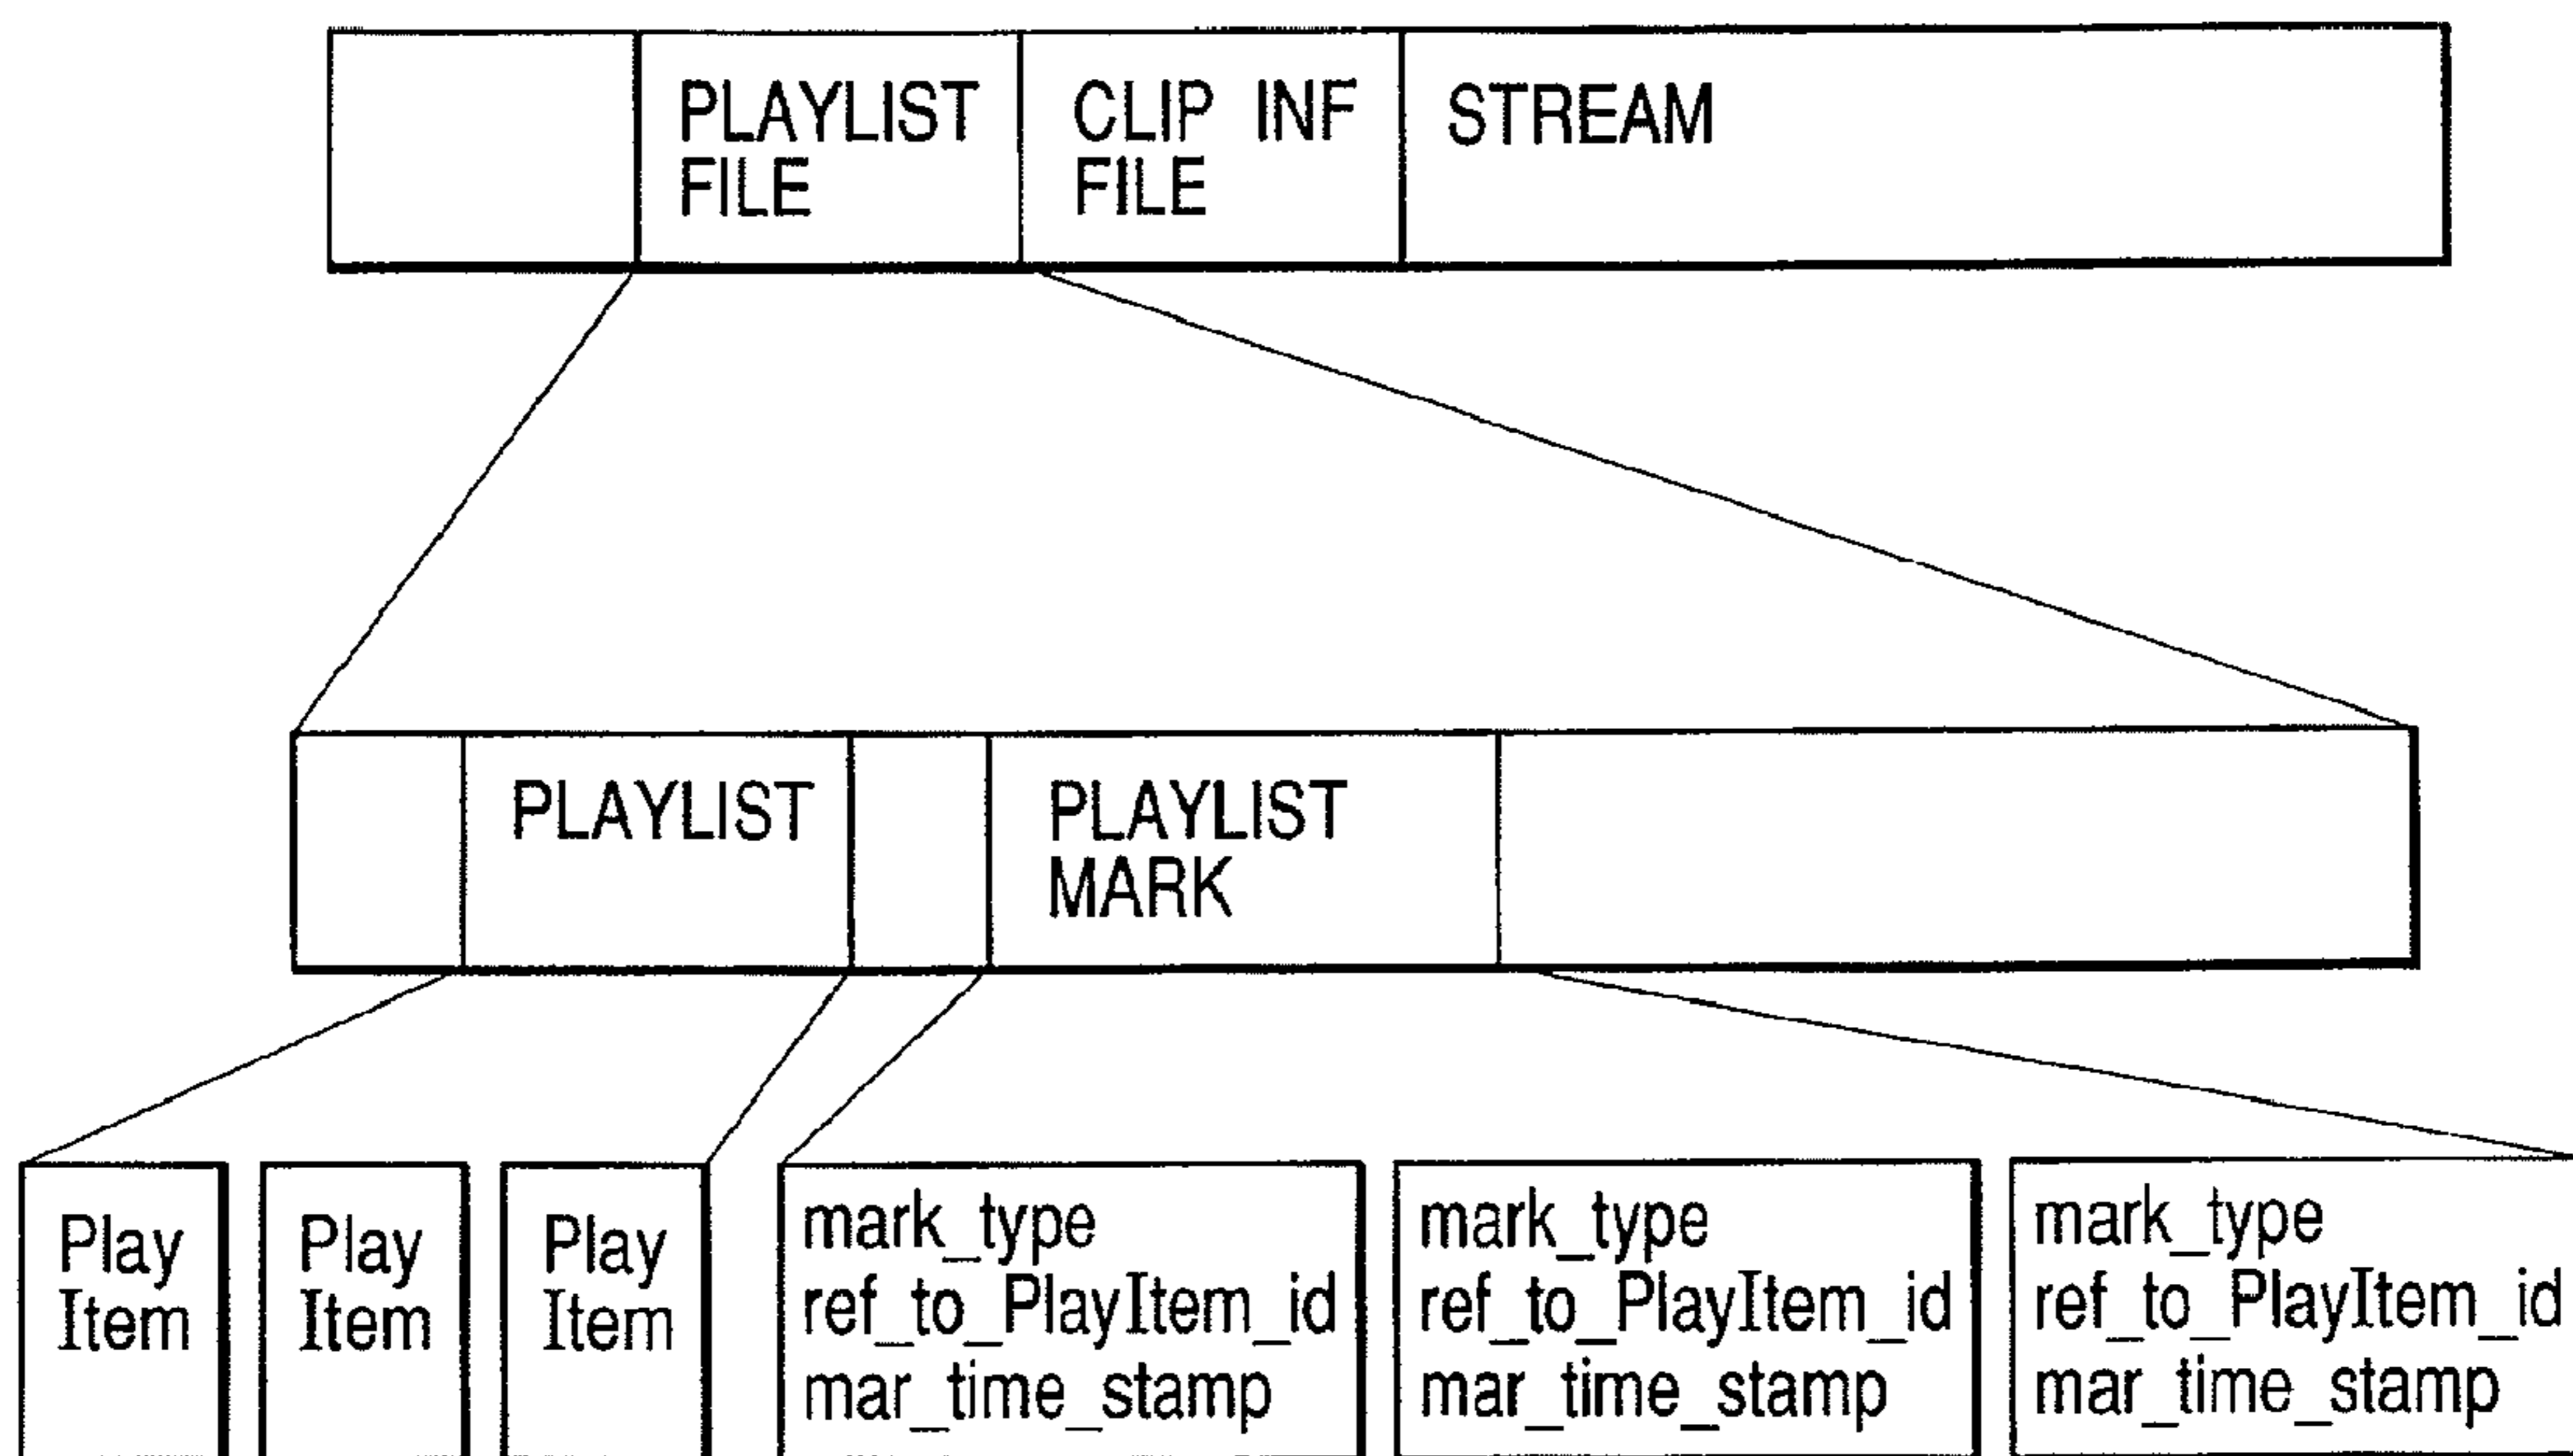 PLAYLIST
FILE
CLIP INF
FILE
STREAM
PLAYLIST
PLAYLIST
MARK
Play
Item
Play
Item
Play
Item
mark_type
ref_to_PlayItem_id
mar_time_stamp
mark_type
ref_to_PlayItem_id
mar_time_stamp
mark_type
ref_to_PlayItem_id
mar_time_stamp